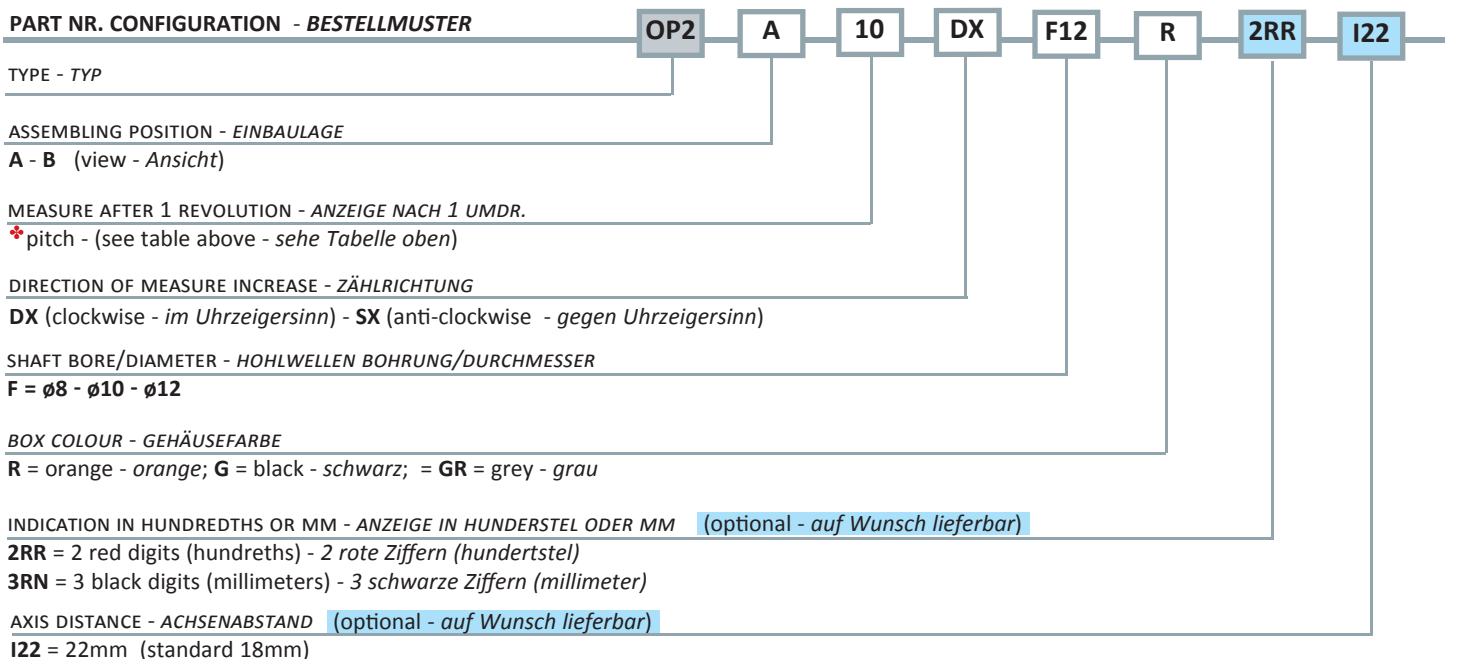 PART NR. CONFIGURATION - BESTELLMUSTER
OP2 A 10 DX F12 R 2RR I22
TYPE - TYP
ASSEMBLING POSITION - EINBAULAGE
A - B (view - Ansicht)
MEASURE AFTER 1 REVOLUTION - ANZEIGE NACH 1 UMDR.
✤pitch - (see table above - sehe Tabelle oben)
DIRECTION OF MEASURE INCREASE - ZÄHLRICHTUNG
DX (clockwise - im Uhrzeigersinn) - SX (anti-clockwise - gegen Uhrzeigersinn)
SHAFT BORE/DIAMETER - HOHLWELLEN BOHRUNG/DURCHMESSER
F = ø8 - ø10 - ø12
BOX COLOUR - GEHÄUSEFARBE
R = orange - orange; G = black - schwarz; = GR = grey - grau
INDICATION IN HUNDREDTHS OR MM - ANZEIGE IN HUNDERSTEL ODER MM (optional - auf Wunsch lieferbar)
2RR = 2 red digits (hundreths) - 2 rote Ziffern (hundertstel)
3RN = 3 black digits (millimeters) - 3 schwarze Ziffern (millimeter)
AXIS DISTANCE - ACHSENABSTAND (optional - auf Wunsch lieferbar)
I22 = 22mm (standard 18mm)